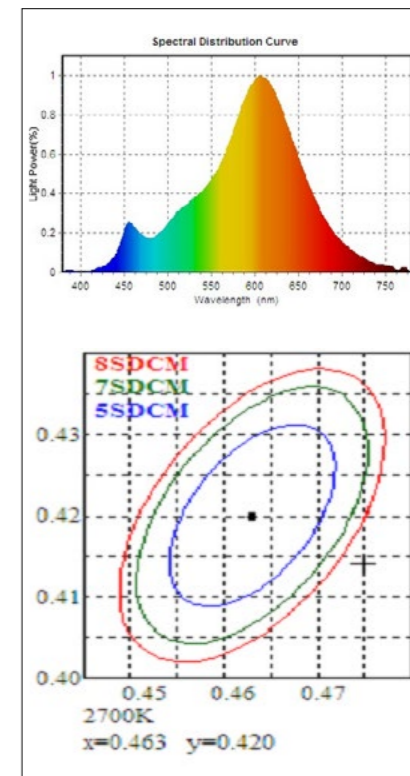 Spectral Distribution Curve
Light Power(%)
1
0.8
0.6
0.4
0.2
0
400 450 500 550 600 650 700 750
Wavelength (nm)
8SDCM
7SDCM
5SDCM
0.43
0.42
0.41
0.40
0.45 0.46 0.47
2700K
x=0.463 y=0.420